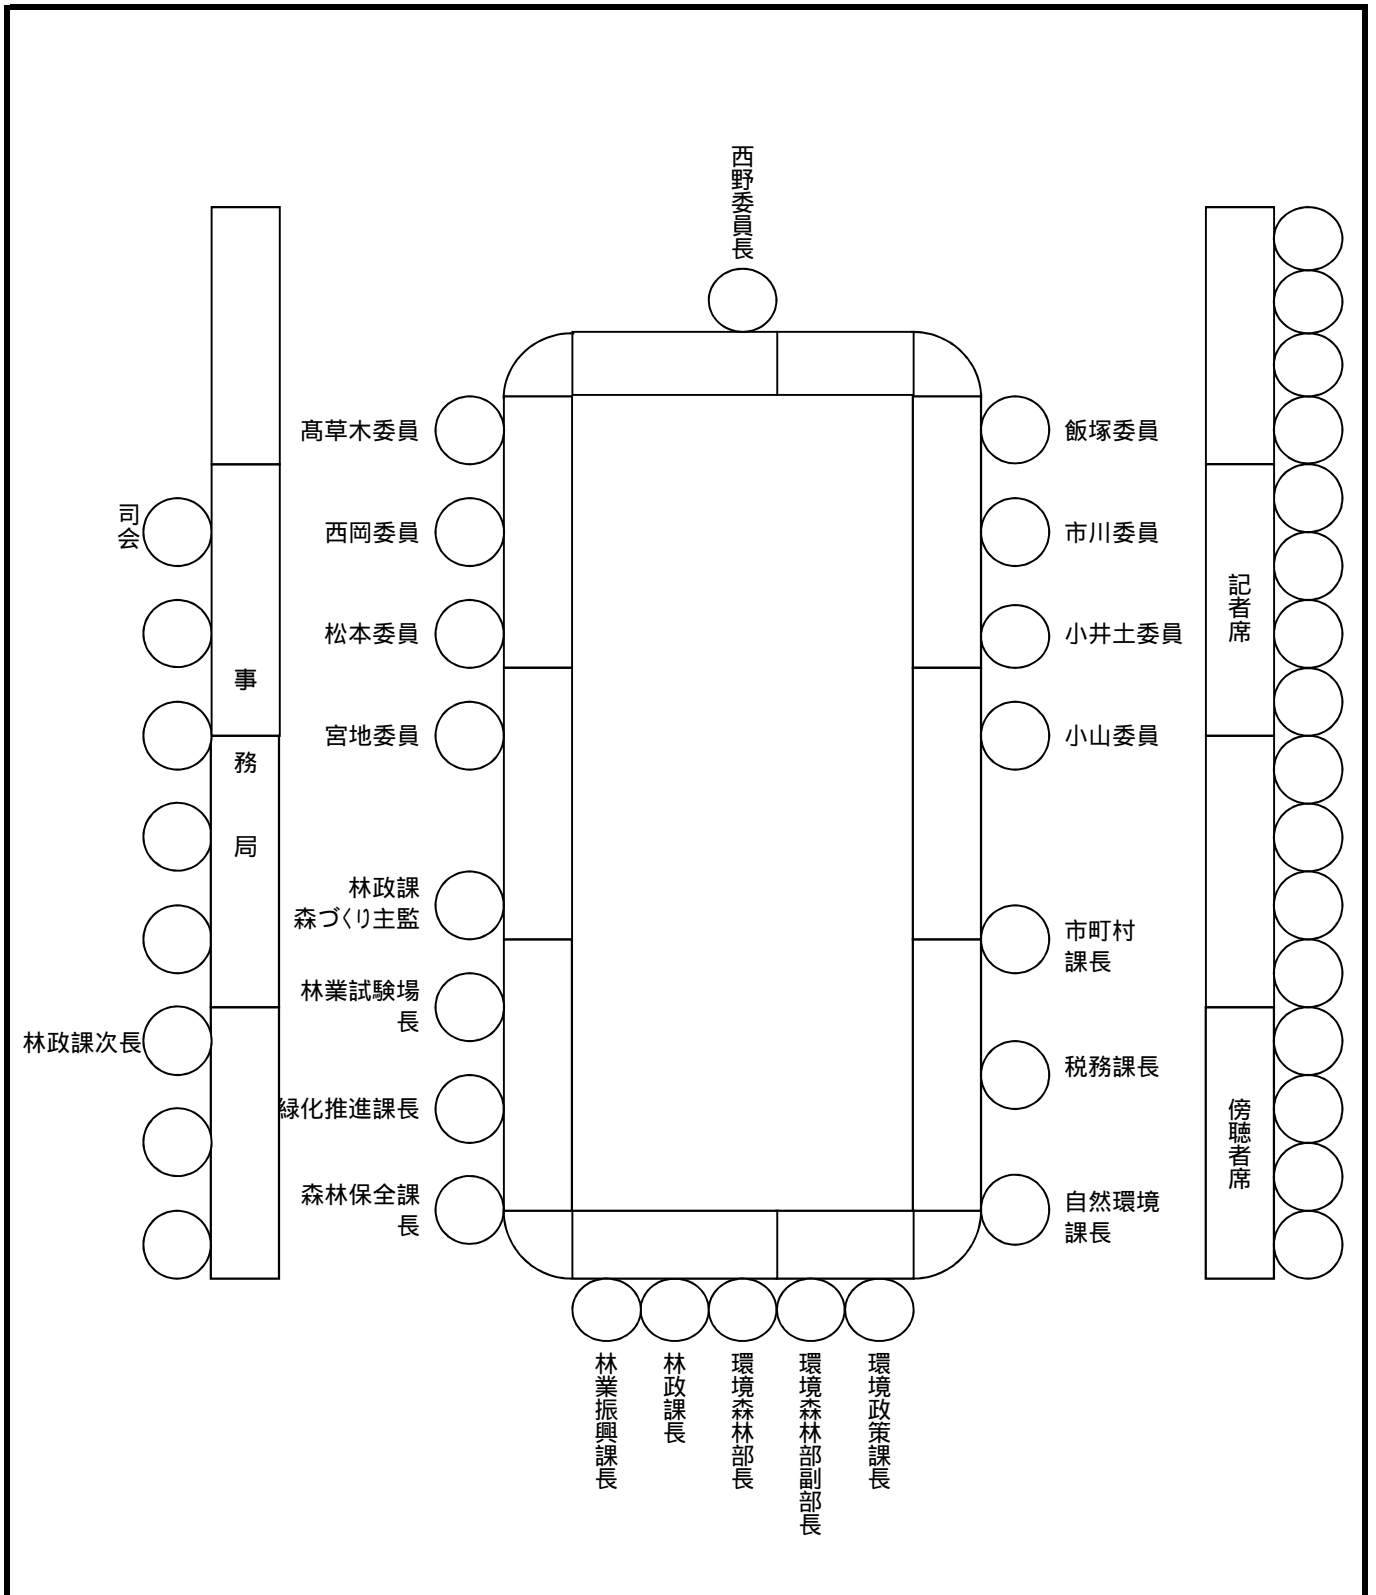 西野委員長
髙草木委員
飯塚委員
司会
西岡委員
市川委員
記者席
松本委員
小井土委員
事
務
局
宮地委員
小山委員
林政課
森づくり主監
市町村
課長
林業試験場
長
林政課次長
税務課長
緑化推進課長
傍聴者席
森林保全課
長
自然環境
課長
林業振興課長
林政課長
環境森林部長
環境森林部副部長
環境政策課長